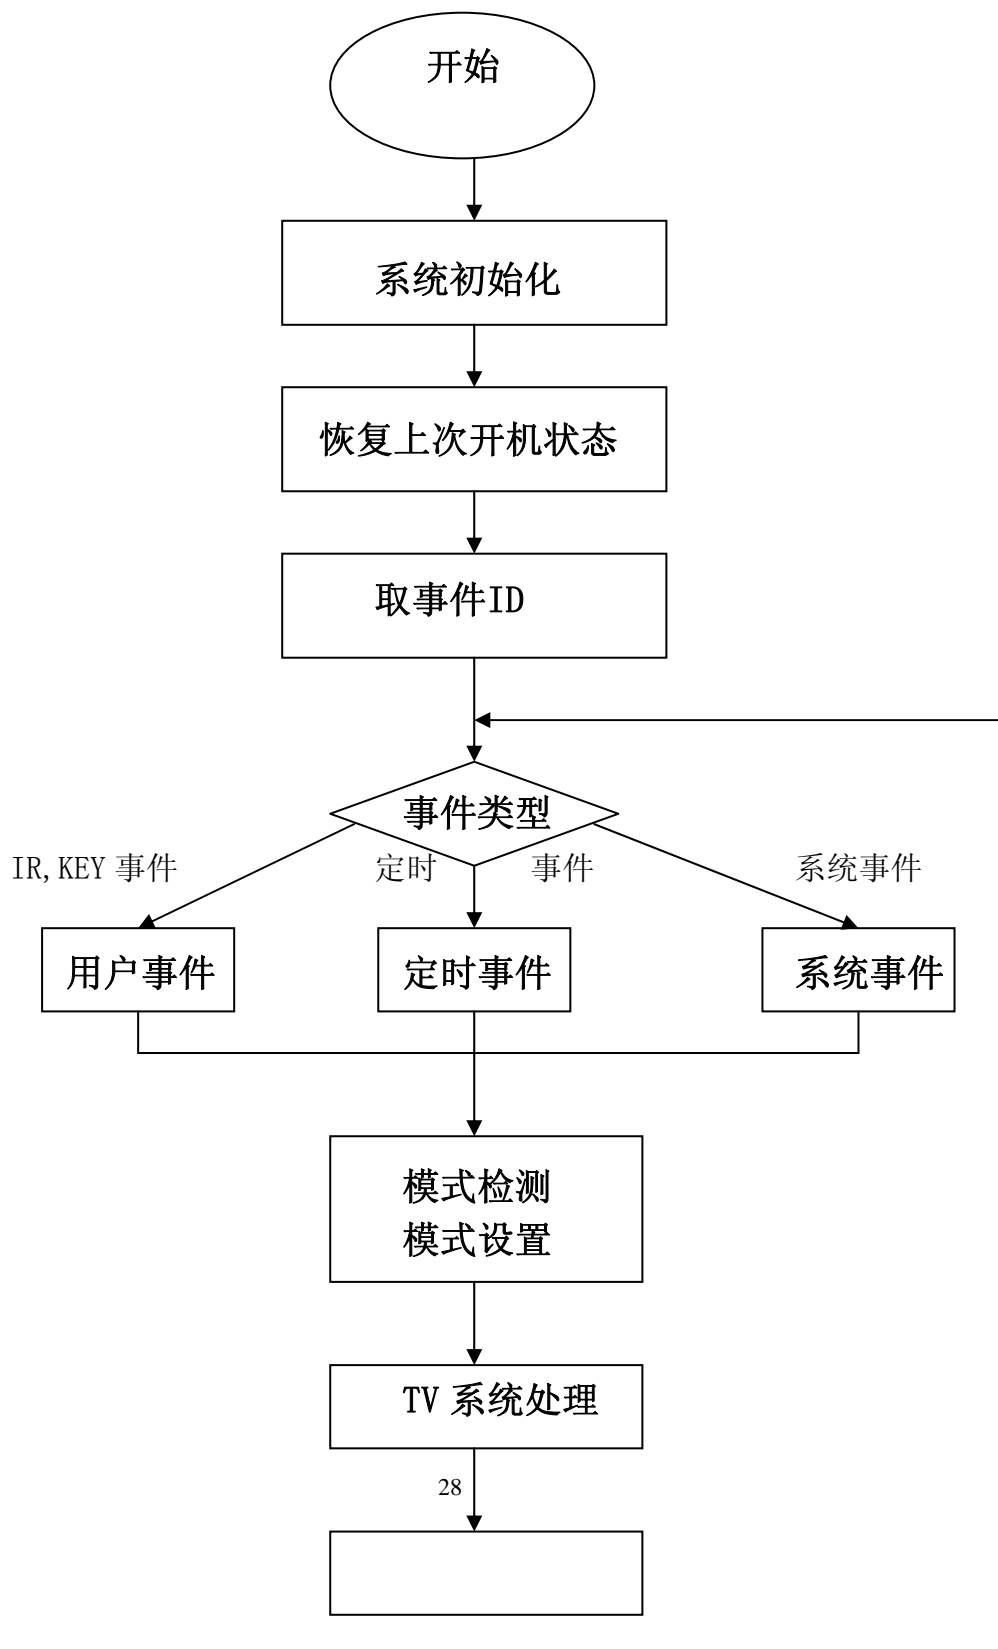 开始
系统初始化
恢复上次开机状态
取事件ID
事件类型
IR,KEY 事件
定时 事件
系统事件
用户事件
定时事件
系统事件
模式检测
模式设置
TV 系统处理
28